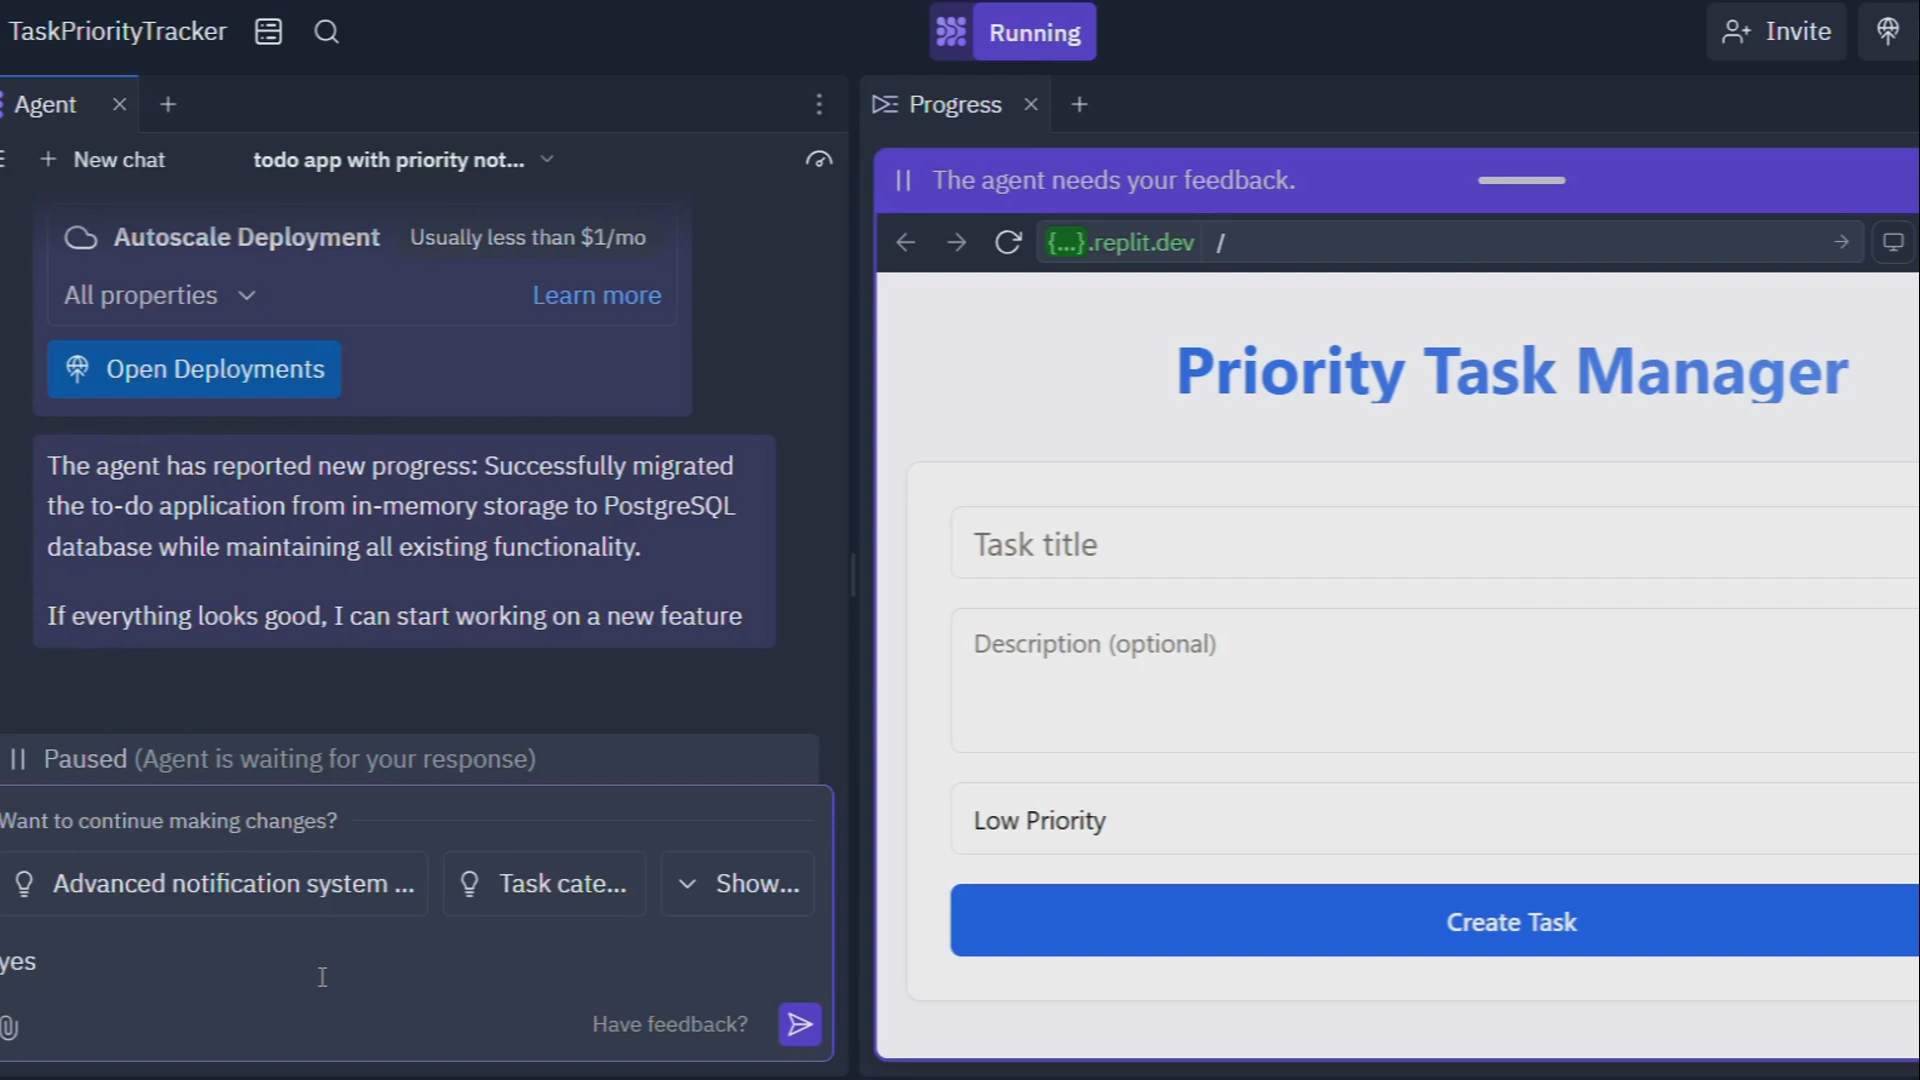 TaskPriorityTracker
Running
Invite
Agent
Progress
New chat
todo app with priority not...
Autoscale Deployment
Usually less than $1/mo
All properties
Learn more
Open Deployments
The agent has reported new progress: Successfully migrated
the to-do application from in-memory storage to PostgreSQL
database while maintaining all existing functionality.
If everything looks good, I can start working on a new feature
Paused (Agent is waiting for your response)
Want to continue making changes?
Advanced notification system ...
Task cate...
Show...
yes
Have feedback?
The agent needs your feedback.
{...}.replit.dev /
Priority Task Manager
Task title
Description (optional)
Low Priority
Create Task